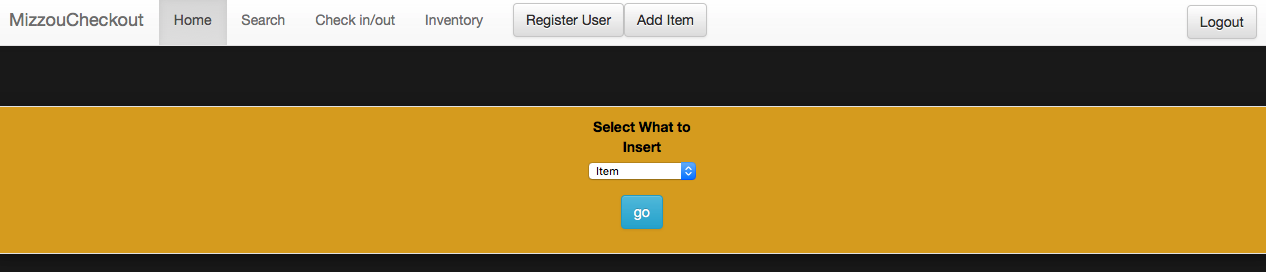 MizzouCheckout Home Search Check in/out Inventory Register User Add Item Logout
Select What to
Insert
Item
go